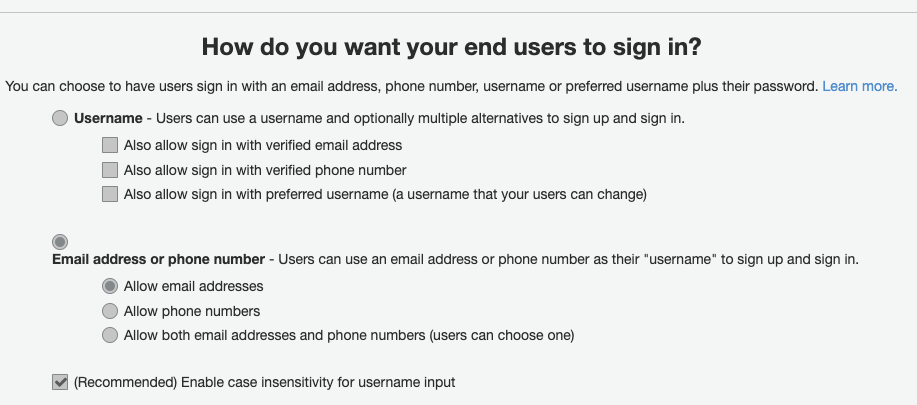 How do you want your end users to sign in?
You can choose to have users sign in with an email address, phone number, username or preferred username plus their password. Learn more.
Username - Users can use a username and optionally multiple alternatives to sign up and sign in.
Also allow sign in with verified email address
Also allow sign in with verified phone number
Also allow sign in with preferred username (a username that your users can change)
Email address or phone number - Users can use an email address or phone number as their "username" to sign up and sign in.
Allow email addresses
Allow phone numbers
Allow both email addresses and phone numbers (users can choose one)
(Recommended) Enable case insensitivity for username input